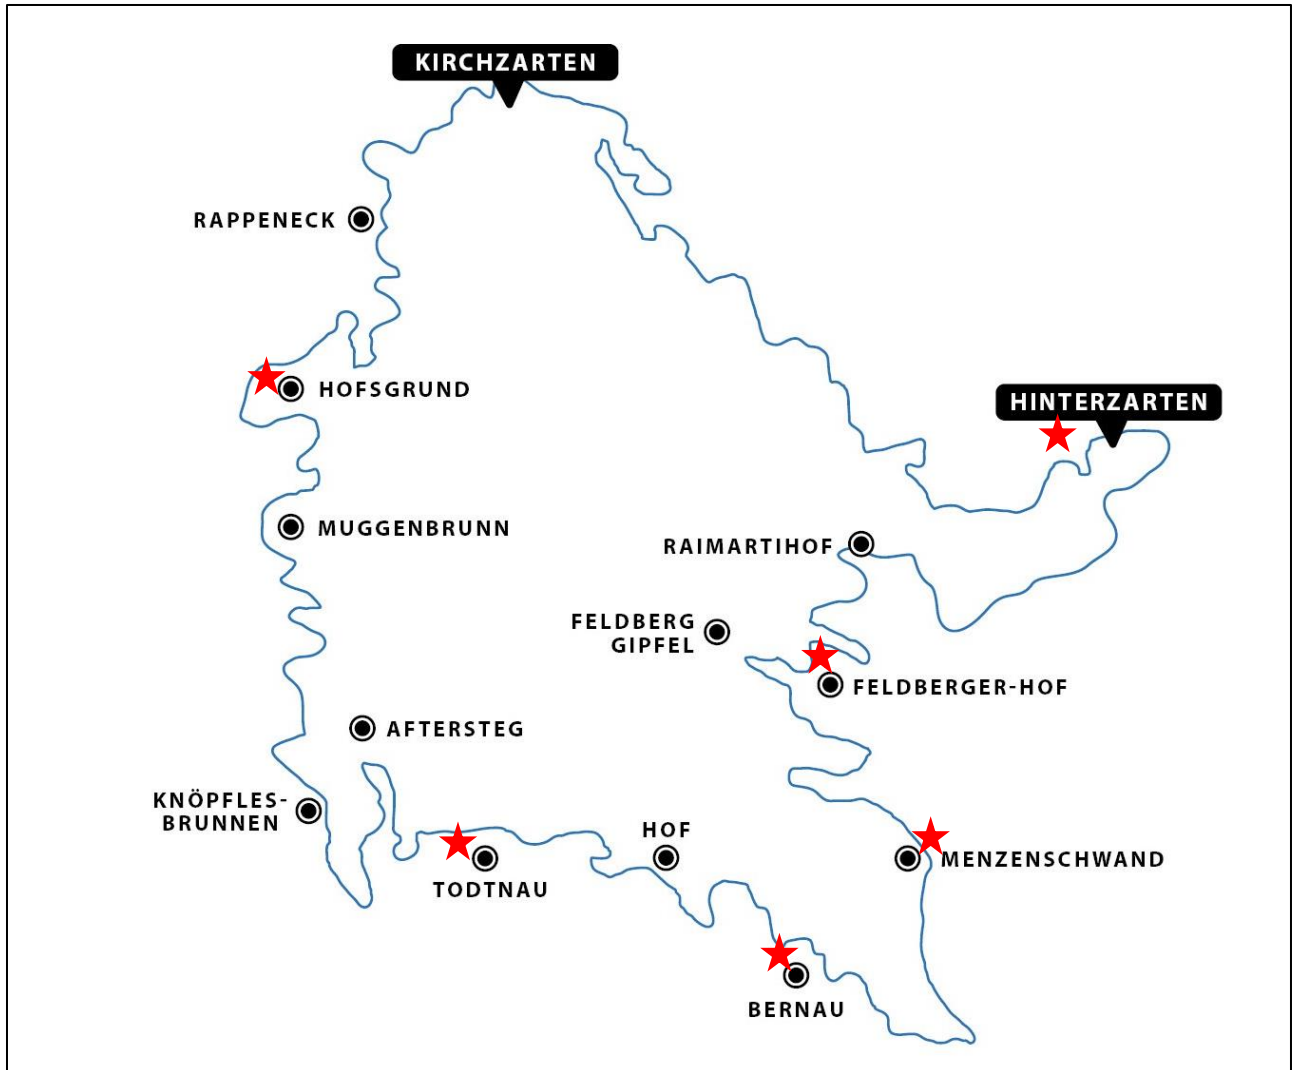 KIRCHZARTEN
RAPPENECK
HOFSGRUND
HINTERZARTEN
MUGGENBRUNN
RAIMARTIHOF
FELDBERG
GIPFEL
FELDBERGER-HOF
AFTERSTEG
KNÖPFLES-
BRUNNEN
HOF
TODTNAU
MENZENSCHWAND
BERNAU